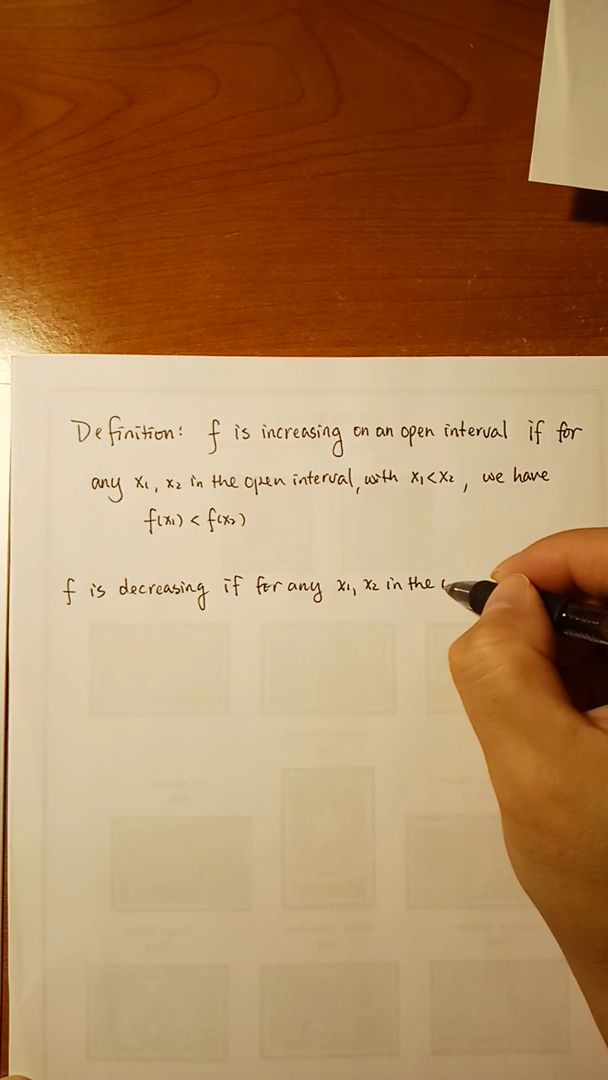 Definition: f is increasing on an open interval if for
any x₁, x₂ in the open interval, with x₁<x₂, we have
f(x₁) < f(x₂)
f is decreasing if for any x₁, x₂ in the